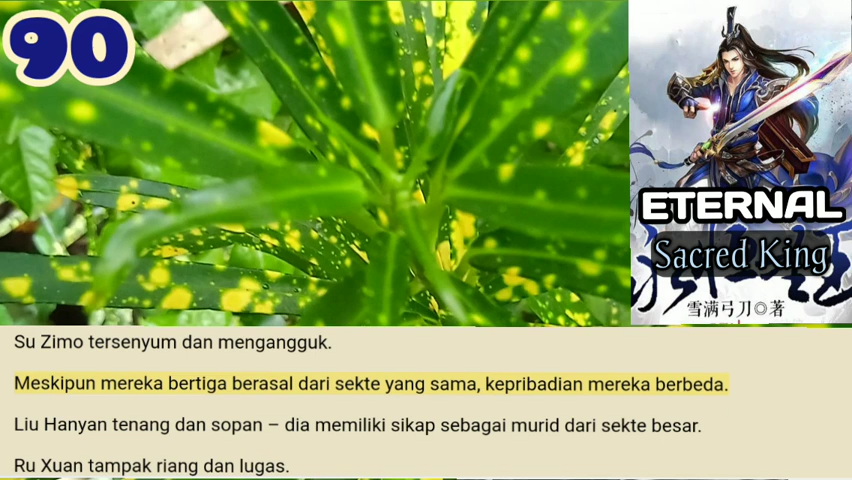 90
ETERNAL
Sacred King
雪满弓刀◎著
Su Zimo tersenyum dan mengangguk.
Meskipun mereka bertiga berasal dari sekte yang sama, kepribadian mereka berbeda.
Liu Hanyan tenang dan sopan – dia memiliki sikap sebagai murid dari sekte besar.
Ru Xuan tampak riang dan lugas.